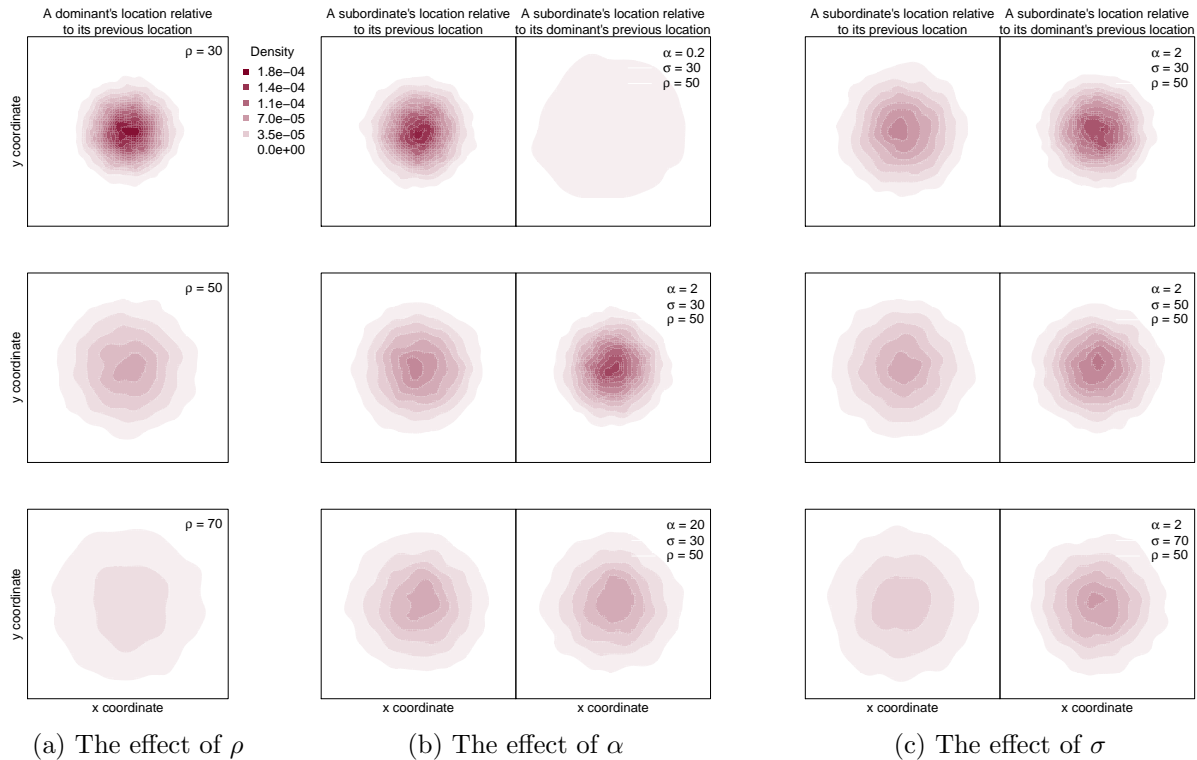 A dominant's location relative
to its previous location
A subordinate's location relative
to its previous location
A subordinate's location relative
to its dominant's previous location
A subordinate's location relative
to its previous location
A subordinate's location relative
to its dominant's previous location
y coordinate
ρ = 30
Density
1.8e−04
1.4e−04
1.1e−04
7.0e−05
3.5e−05
0.0e+00
α = 0.2
σ = 30
ρ = 50
α = 2
σ = 30
ρ = 50
y coordinate
ρ = 50
α = 2
σ = 30
ρ = 50
α = 2
σ = 50
ρ = 50
y coordinate
ρ = 70
α = 20
σ = 30
ρ = 50
α = 2
σ = 70
ρ = 50
x coordinate
x coordinate
x coordinate
x coordinate
x coordinate
(a) The effect of ρ
(b) The effect of α
(c) The effect of σ